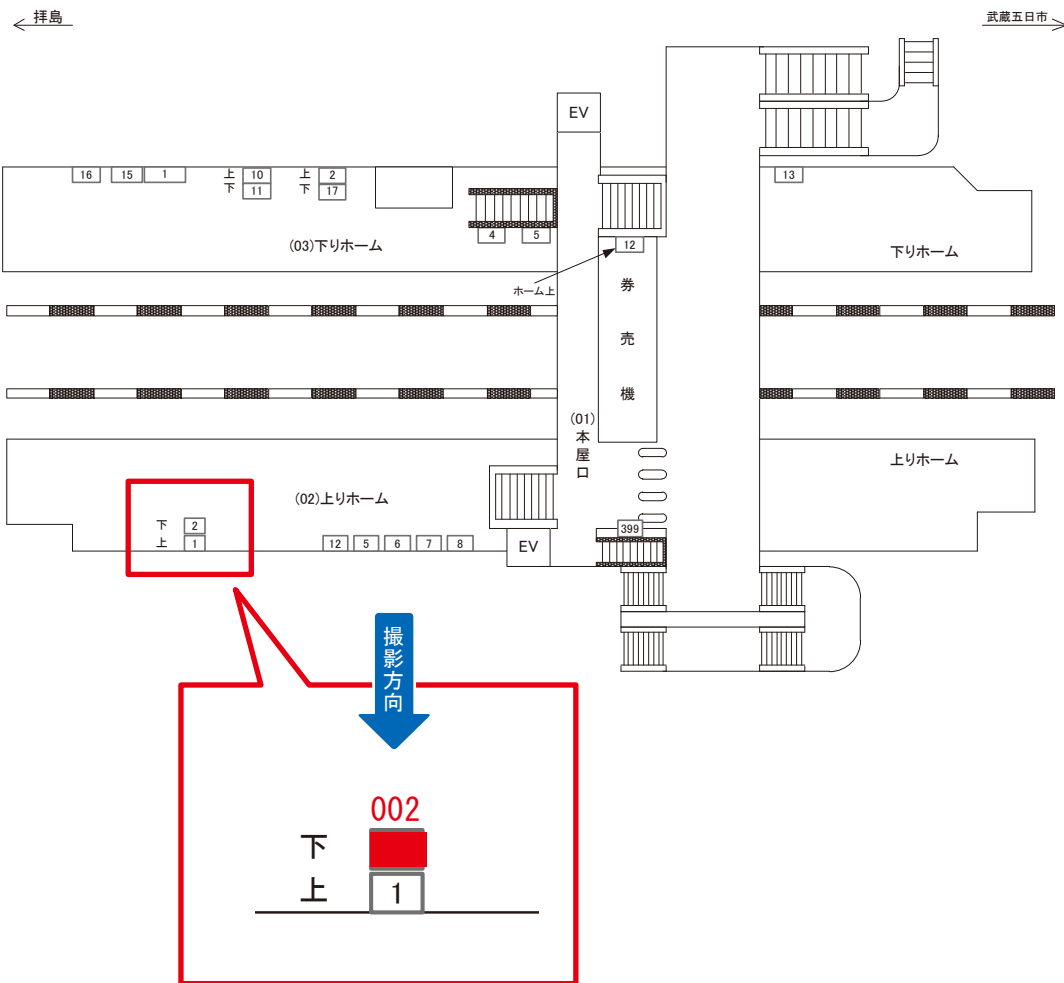 拝島
武蔵五日市
EV
16
15
1
上 10
下 11
上 2
下 17
13
4
5
12
(03)下りホーム
下りホーム
ホーム上
券売機
(01)本屋口
上りホーム
(02)上りホーム
下 2
上 1
12
5
6
7
8
EV
399
撮影方向
002
下
上 1